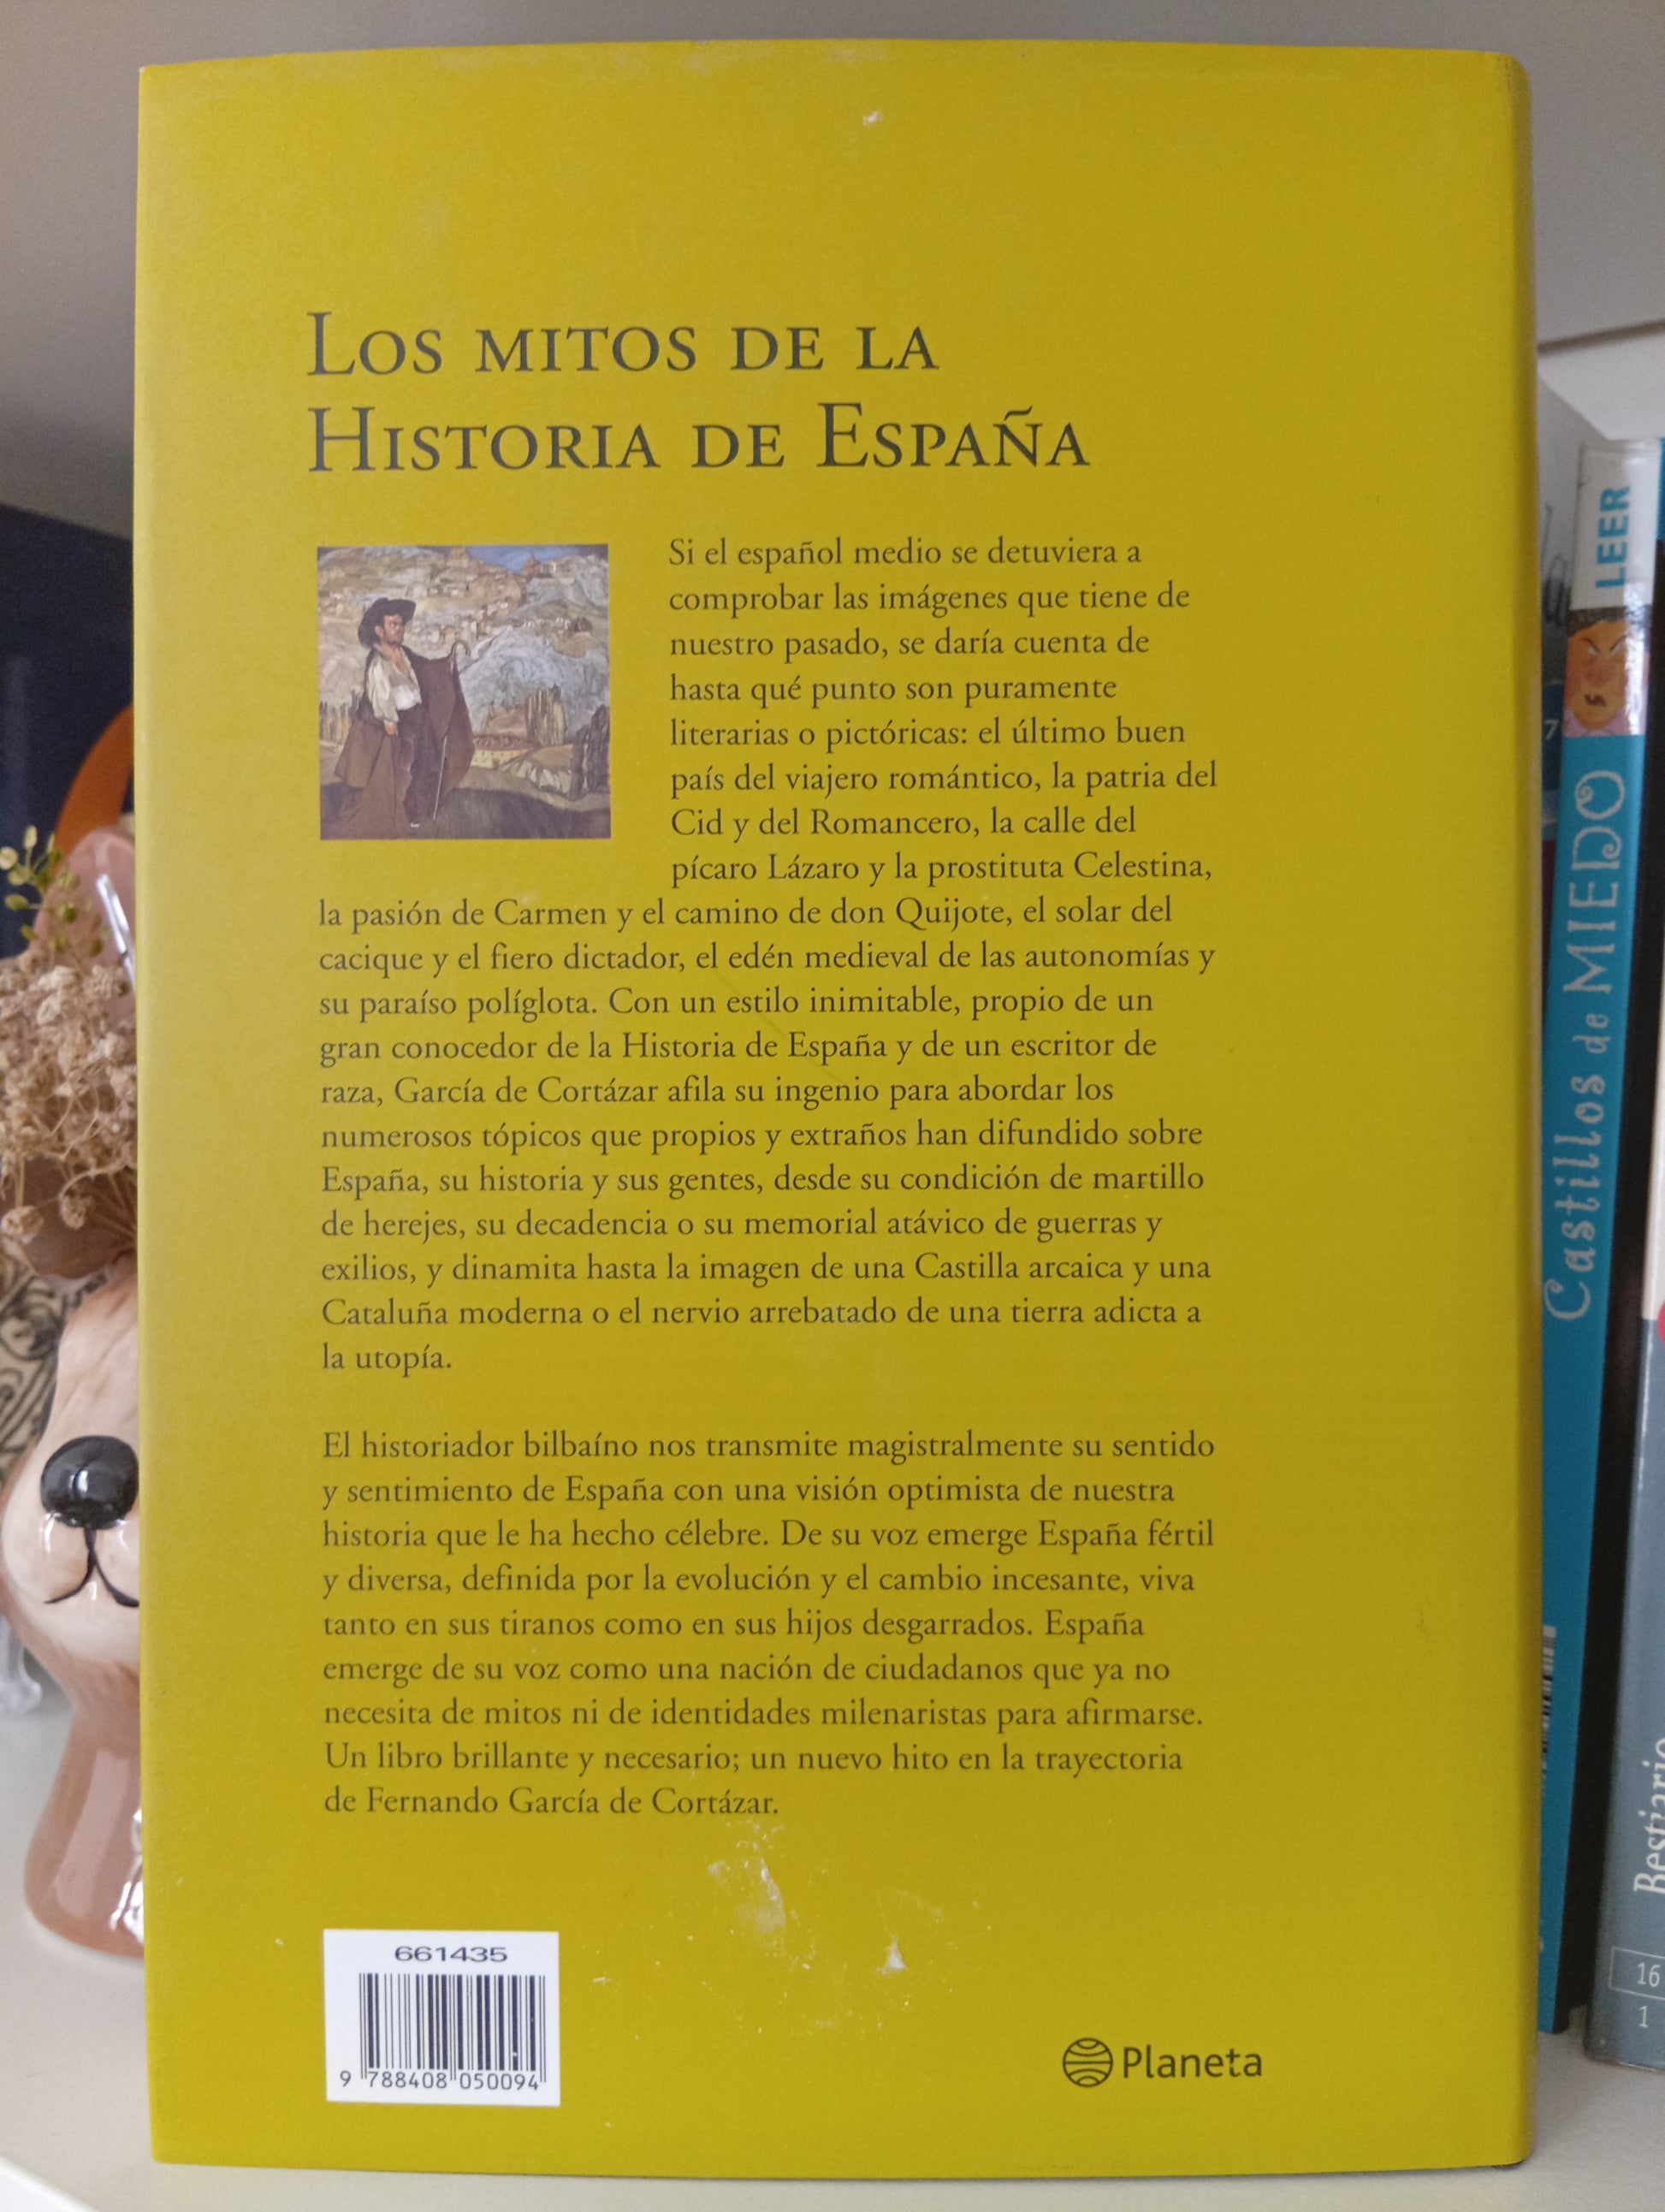 Los mitos de la
Historia de España
Si el español medio se detuviera a
comprobar las imágenes que tiene de
nuestro pasado, se daría cuenta de
hasta qué punto son puramente
literarias o pictóricas: el último buen
país del viajero romántico, la patria del
Cid y del Romancero, la calle del
pícaro Lázaro y la prostituta Celestina,
la pasión de Carmen y el camino de don Quijote, el solar del
cacique y el fiero dictador, el edén medieval de las autonomías y
su paraíso políglota. Con un estilo inimitable, propio de un
gran conocedor de la Historia de España y de un escritor de
raza, García de Cortázar afila su ingenio para abordar los
numerosos tópicos que propios y extraños han difundido sobre
España, su historia y sus gentes, desde su condición de martillo
de herejes, su decadencia o su memorial atávico de guerras y
exilios, y dinamita hasta la imagen de una Castilla arcaica y una
Cataluña moderna o el nervio arrebatado de una tierra adicta a
la utopía.
El historiador bilbaíno nos transmite magistralmente su sentido
y sentimiento de España con una visión optimista de nuestra
historia que le ha hecho célebre. De su voz emerge España fértil
y diversa, definida por la evolución y el cambio incesante, viva
tanto en sus tiranos como en sus hijos desgarrados. España
emerge de su voz como una nación de ciudadanos que ya no
necesita de mitos ni de identidades milenaristas para afirmarse.
Un libro brillante y necesario; un nuevo hito en la trayectoria
de Fernando García de Cortázar.
661435
9 788408 050094
Planeta
LEER
7
Castillos de MIEDO
Bestiario
16
1